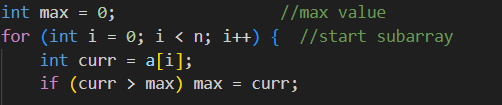 int max = 0;                    //max value
for (int i = 0; i < n; i++) {  //start subarray
    int curr = a[i];
    if (curr > max) max = curr;